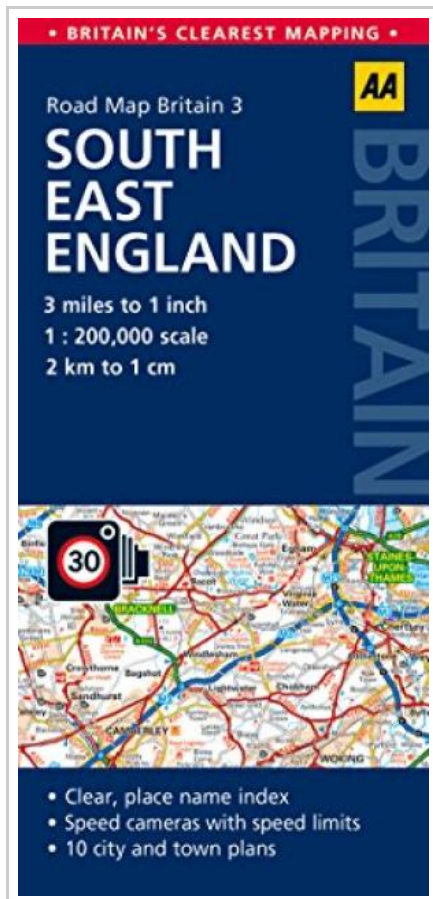 • BRITAIN'S CLEAREST MAPPING •
AA
Road Map Britain 3
SOUTH
EAST
ENGLAND
BRITAIN
3 miles to 1 inch
1 : 200,000 scale
2 km to 1 cm
30
Egham
STAINES-
UPON-
THAMES
Ascot
Virginia
Water
BRACKNELL
Chertsey
Crowthorne
Bagshot
Windlesham
Sandhurst
Lightwater
Chobham
CAMBERLEY
WOKING
• Clear, place name index
• Speed cameras with speed limits
• 10 city and town plans